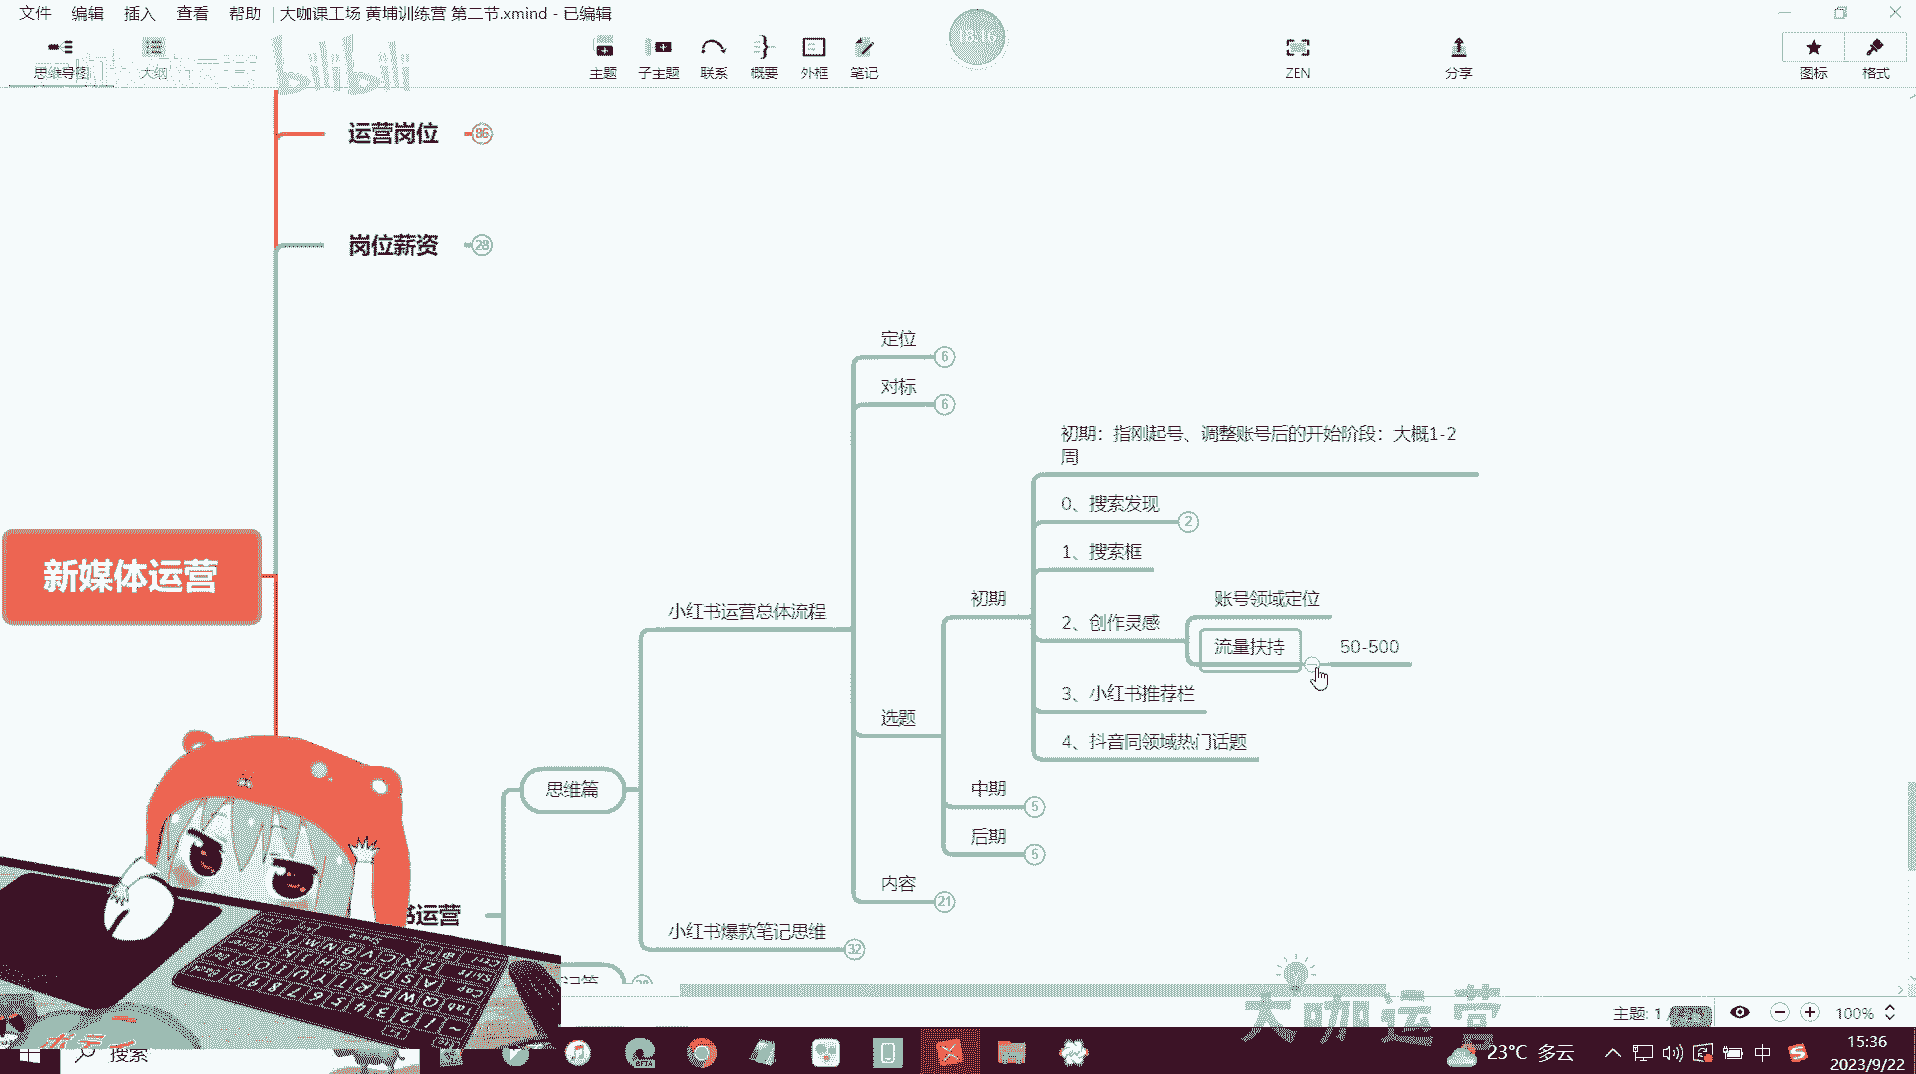 文件 编辑 插入 查看 帮助 大咖课工场 黄埔训练营 第二节.xmind - 已编辑
bilibili
18:16
思维导图 大纲 主题 子主题 联系 概要 外框 笔记 ZEN 分享 图标 格式
运营岗位 86
岗位薪资 28
定位 6
对标 6
初期：指刚起号、调整账号后的开始阶段：大概1-2
周
0、搜索发现 2
1、搜索框
新媒体运营
小红书运营总体流程
初期
账号领域定位
2、创作灵感
流量扶持 50-500
3、小红书推荐栏
选题
4、抖音同领域热门话题
思维篇
中期 5
后期 5
内容 21
书运营
小红书爆款笔记思维 32
大咖运营
主题: 1
100%
搜索
23°C 多云
中
15:36
2023/9/22